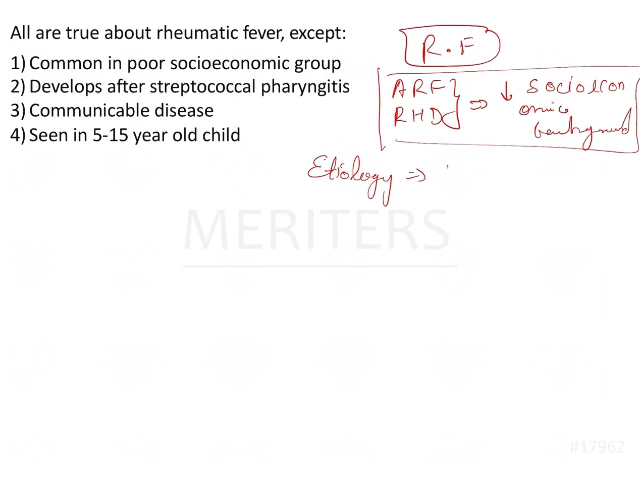 All are true about rheumatic fever, except:
1) Common in poor socioeconomic group
2) Develops after streptococcal pharyngitis
3) Communicable disease
4) Seen in 5-15 year old child
R.F
ARF
RHD ⇒ ↓ Socioecon
omic
Etiology ⇒
MERITERS
#17962